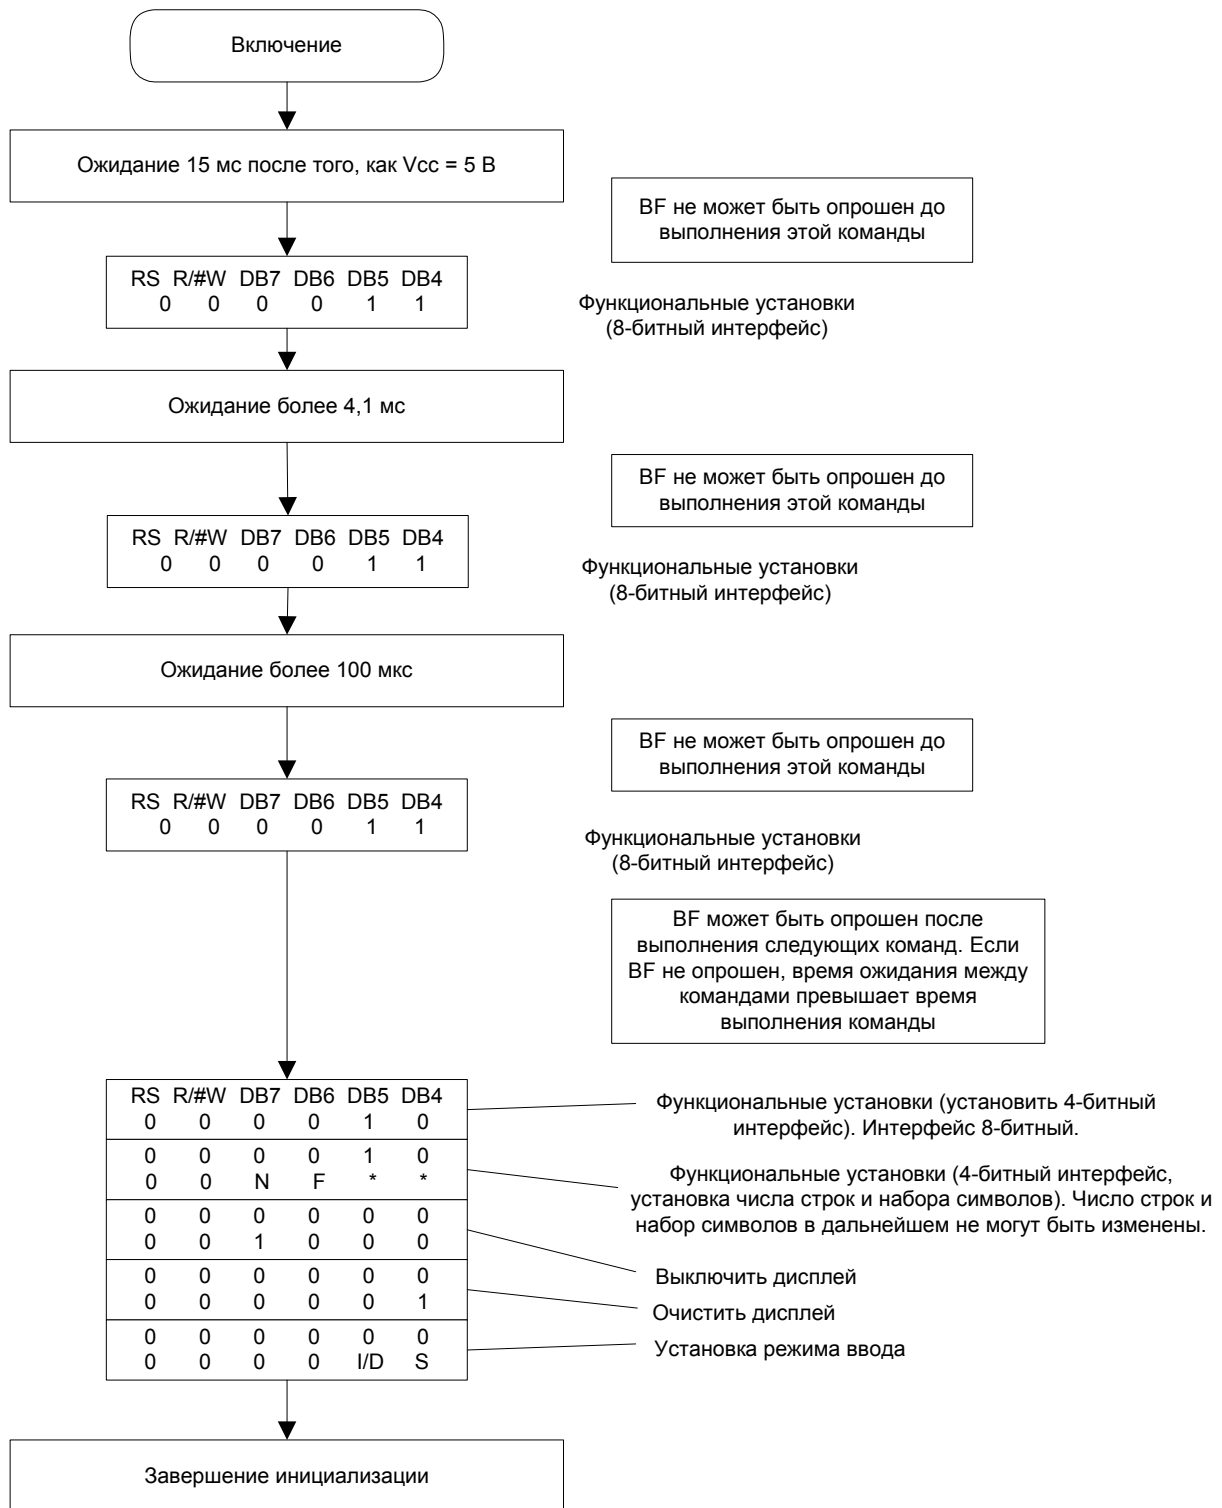 Включение
Ожидание 15 мс после того, как Vcc = 5 В
BF не может быть опрошен до
выполнения этой команды
RS R/#W DB7 DB6 DB5 DB4
0 0 0 0 1 1
Функциональные установки
(8-битный интерфейс)
Ожидание более 4,1 мс
BF не может быть опрошен до
выполнения этой команды
RS R/#W DB7 DB6 DB5 DB4
0 0 0 0 1 1
Функциональные установки
(8-битный интерфейс)
Ожидание более 100 мкс
BF не может быть опрошен до
выполнения этой команды
RS R/#W DB7 DB6 DB5 DB4
0 0 0 0 1 1
Функциональные установки
(8-битный интерфейс)
BF может быть опрошен после
выполнения следующих команд. Если
BF не опрошен, время ожидания между
командами превышает время
выполнения команды
RS R/#W DB7 DB6 DB5 DB4
0 0 0 0 1 0
Функциональные установки (установить 4-битный
интерфейс). Интерфейс 8-битный.
0 0 0 0 1 0
0 0 N F * *
Функциональные установки (4-битный интерфейс,
установка числа строк и набора символов). Число строк и
набор символов в дальнейшем не могут быть изменены.
0 0 0 0 0 0
0 0 1 0 0 0
Выключить дисплей
0 0 0 0 0 0
0 0 0 0 0 1
Очистить дисплей
0 0 0 0 0 0
0 0 0 0 I/D S
Установка режима ввода
Завершение инициализации